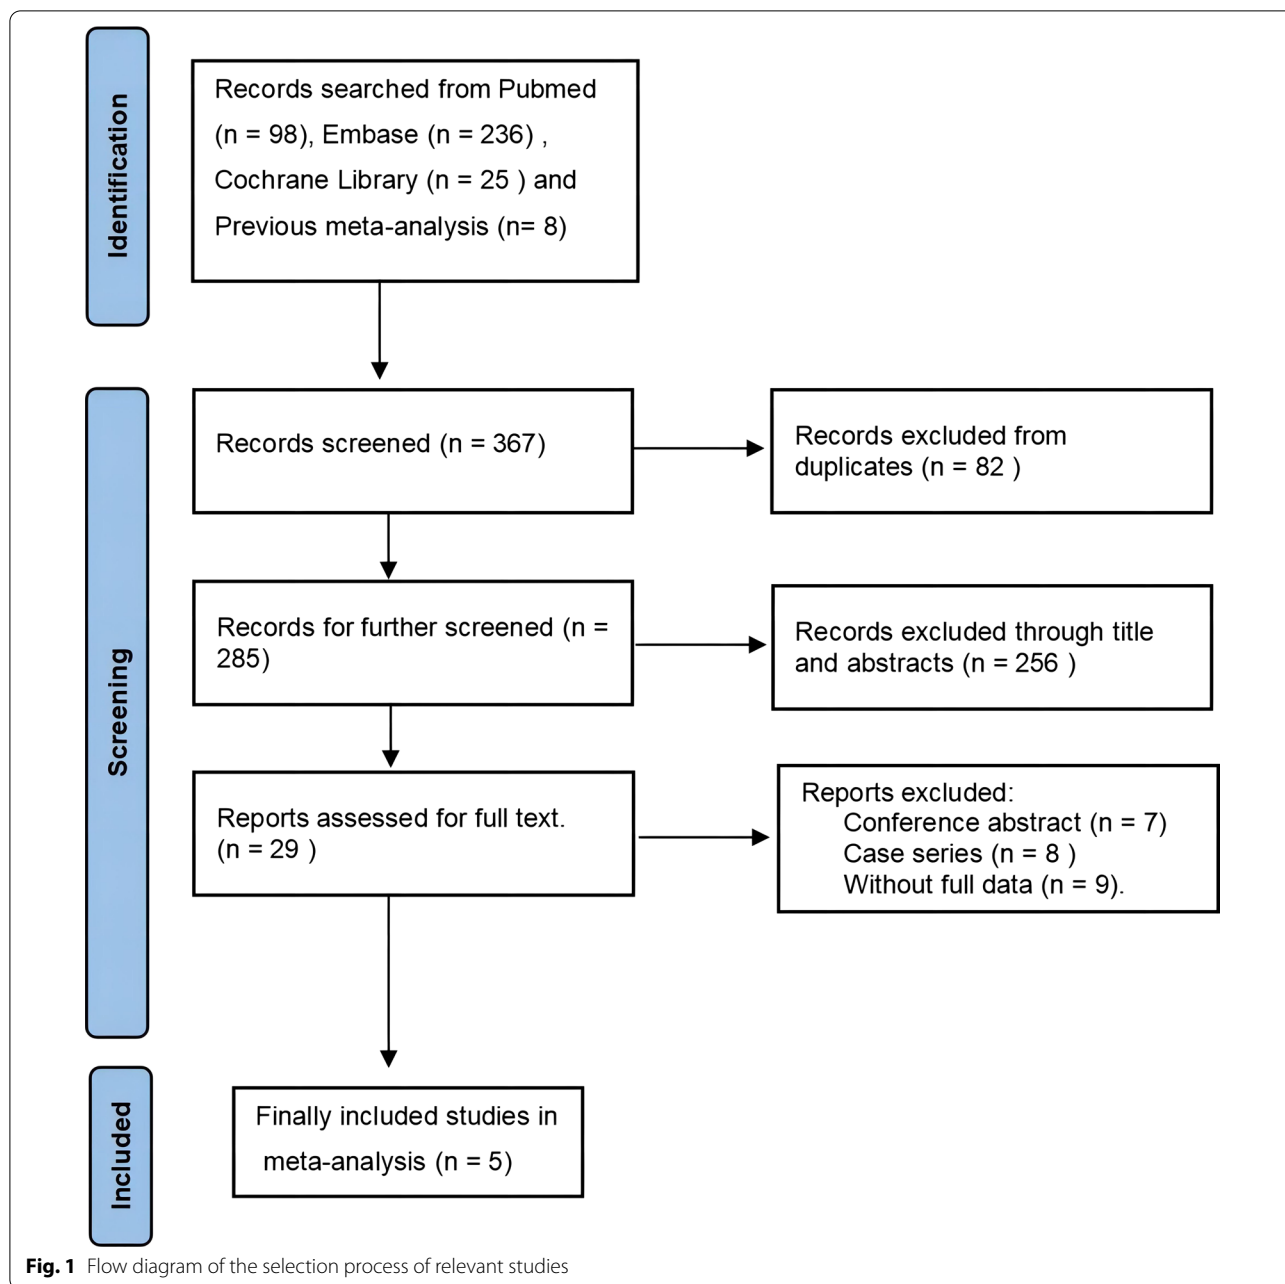 Identification
Records searched from Pubmed
(n = 98), Embase (n = 236) ,
Cochrane Library (n = 25 ) and
Previous meta-analysis (n= 8)
Screening
Records screened (n = 367)
Records excluded from
duplicates (n = 82 )
Records for further screened (n =
285)
Records excluded through title
and abstracts (n = 256 )
Reports assessed for full text.
(n = 29 )
Reports excluded:
Conference abstract (n = 7)
Case series (n = 8 )
Without full data (n = 9).
Included
Finally included studies in
meta-analysis (n = 5)
Fig. 1 Flow diagram of the selection process of relevant studies